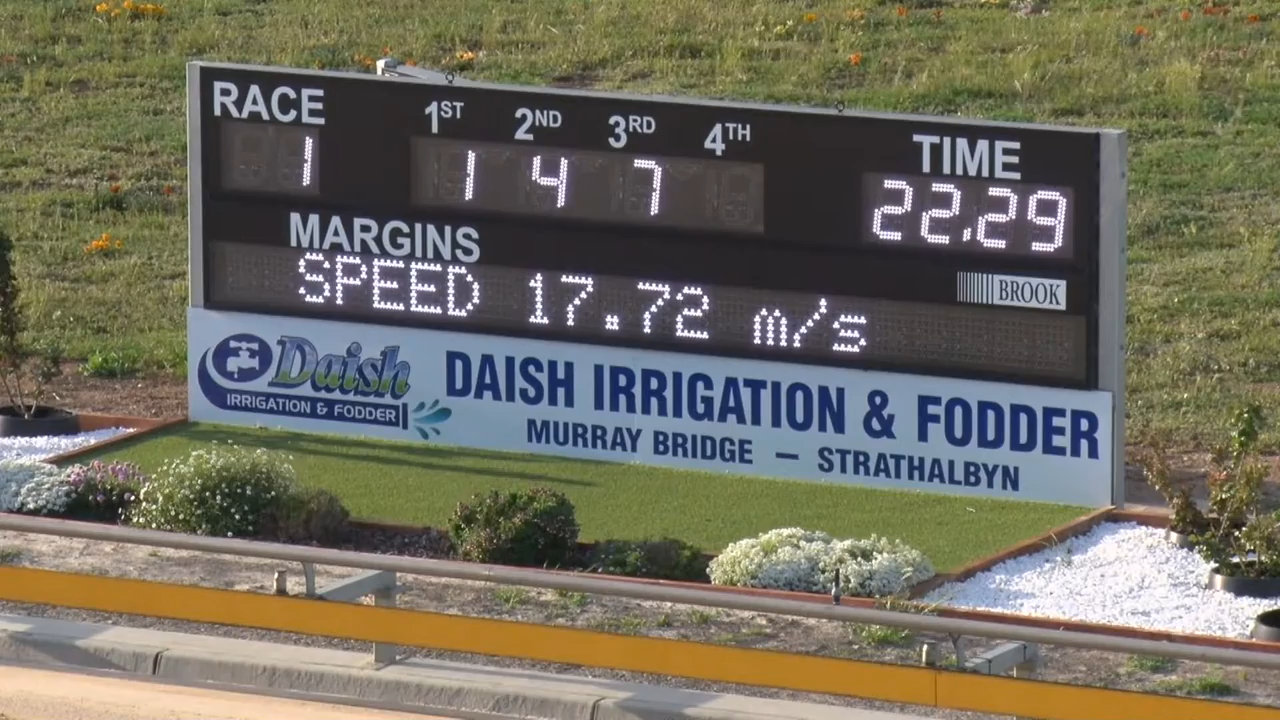 RACE 1ST 2ND 3RD 4TH TIME
1 1 4 7 22.29
MARGINS
SPEED 17.72 m/s
BROOK
Daish
IRRIGATION & FODDER
DAISH IRRIGATION & FODDER
MURRAY BRIDGE — STRATHALBYN